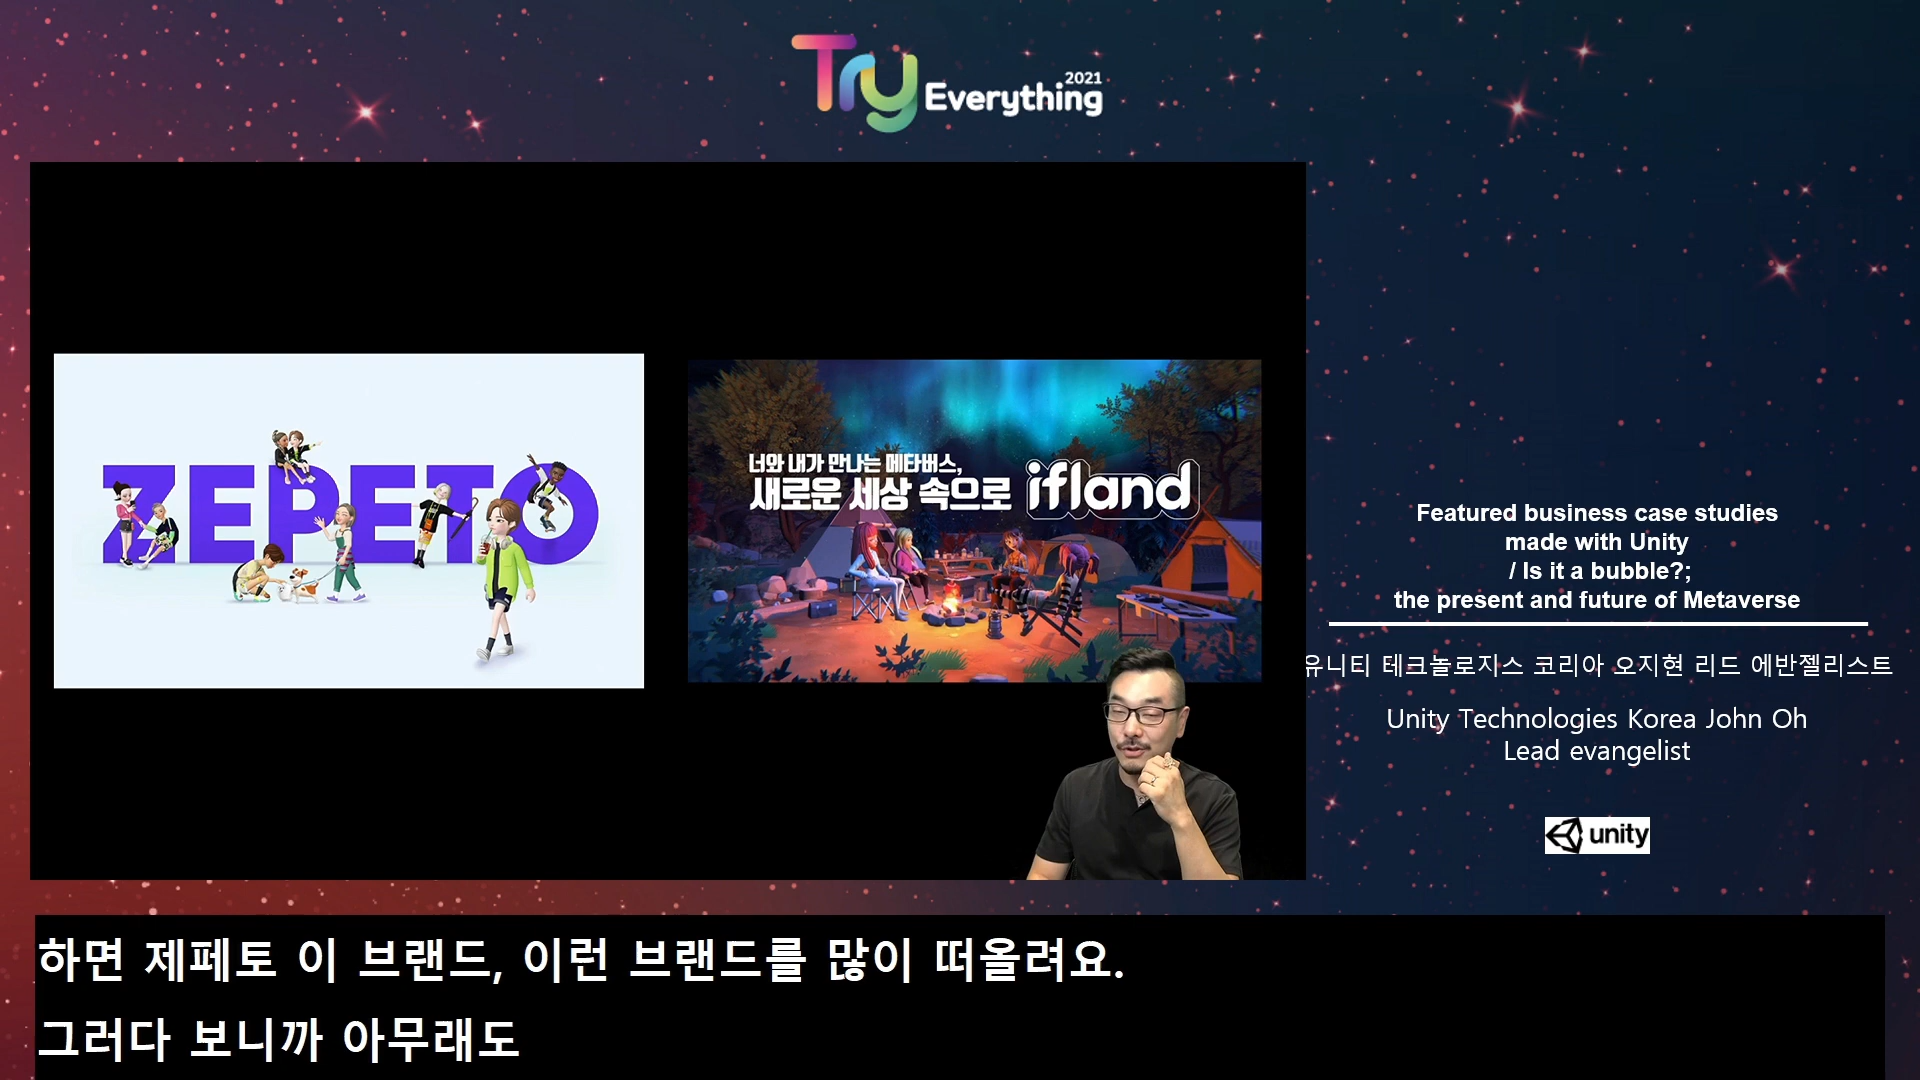 Try
2021
Everything
ZEPETO
너와 내가 만나는 메타버스,
새로운 세상 속으로 ifland
Featured business case studies
made with Unity
/ Is it a bubble?;
the present and future of Metaverse
유니티 테크놀로지스 코리아 오지현 리드 에반젤리스트
Unity Technologies Korea John Oh
Lead evangelist
unity
하면 제페토 이 브랜드, 이런 브랜드를 많이 떠올려요.
그러다 보니까 아무래도